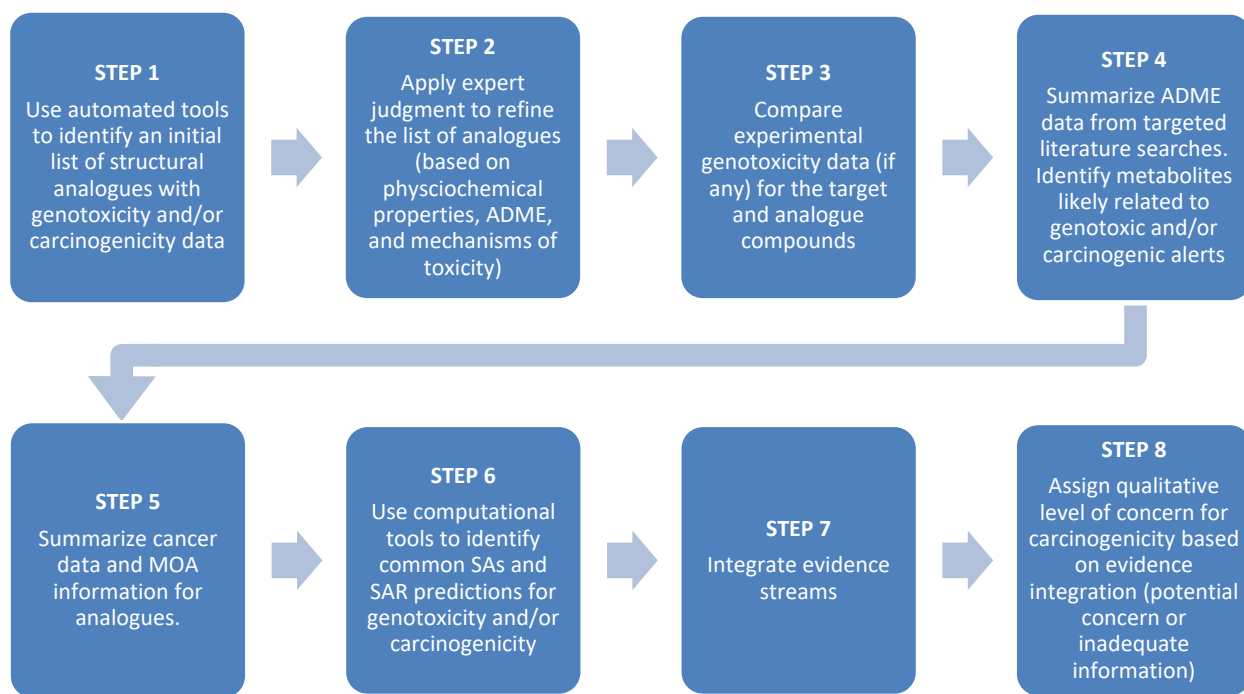 STEP 1
Use automated tools
to identify an initial
list of structural
analogues with
genotoxicity and/or
carcinogenicity data
STEP 2
Apply expert
judgment to refine
the list of analogues
(based on
physciochemical
properties, ADME,
and mechanisms of
toxicity)
STEP 3
Compare
experimental
genotoxicity data (if
any) for the target
and analogue
compounds
STEP 4
Summarize ADME
data from targeted
literature searches.
Identify metabolites
likely related to
genotoxic and/or
carcinogenic alerts
STEP 5
Summarize cancer
data and MOA
information for
analogues.
STEP 6
Use computational
tools to identify
common SAs and
SAR predictions for
genotoxicity and/or
carcinogenicity
STEP 7
Integrate evidence
streams
STEP 8
Assign qualitative
level of concern for
carcinogenicity based
on evidence
integration (potential
concern or
inadequate
information)